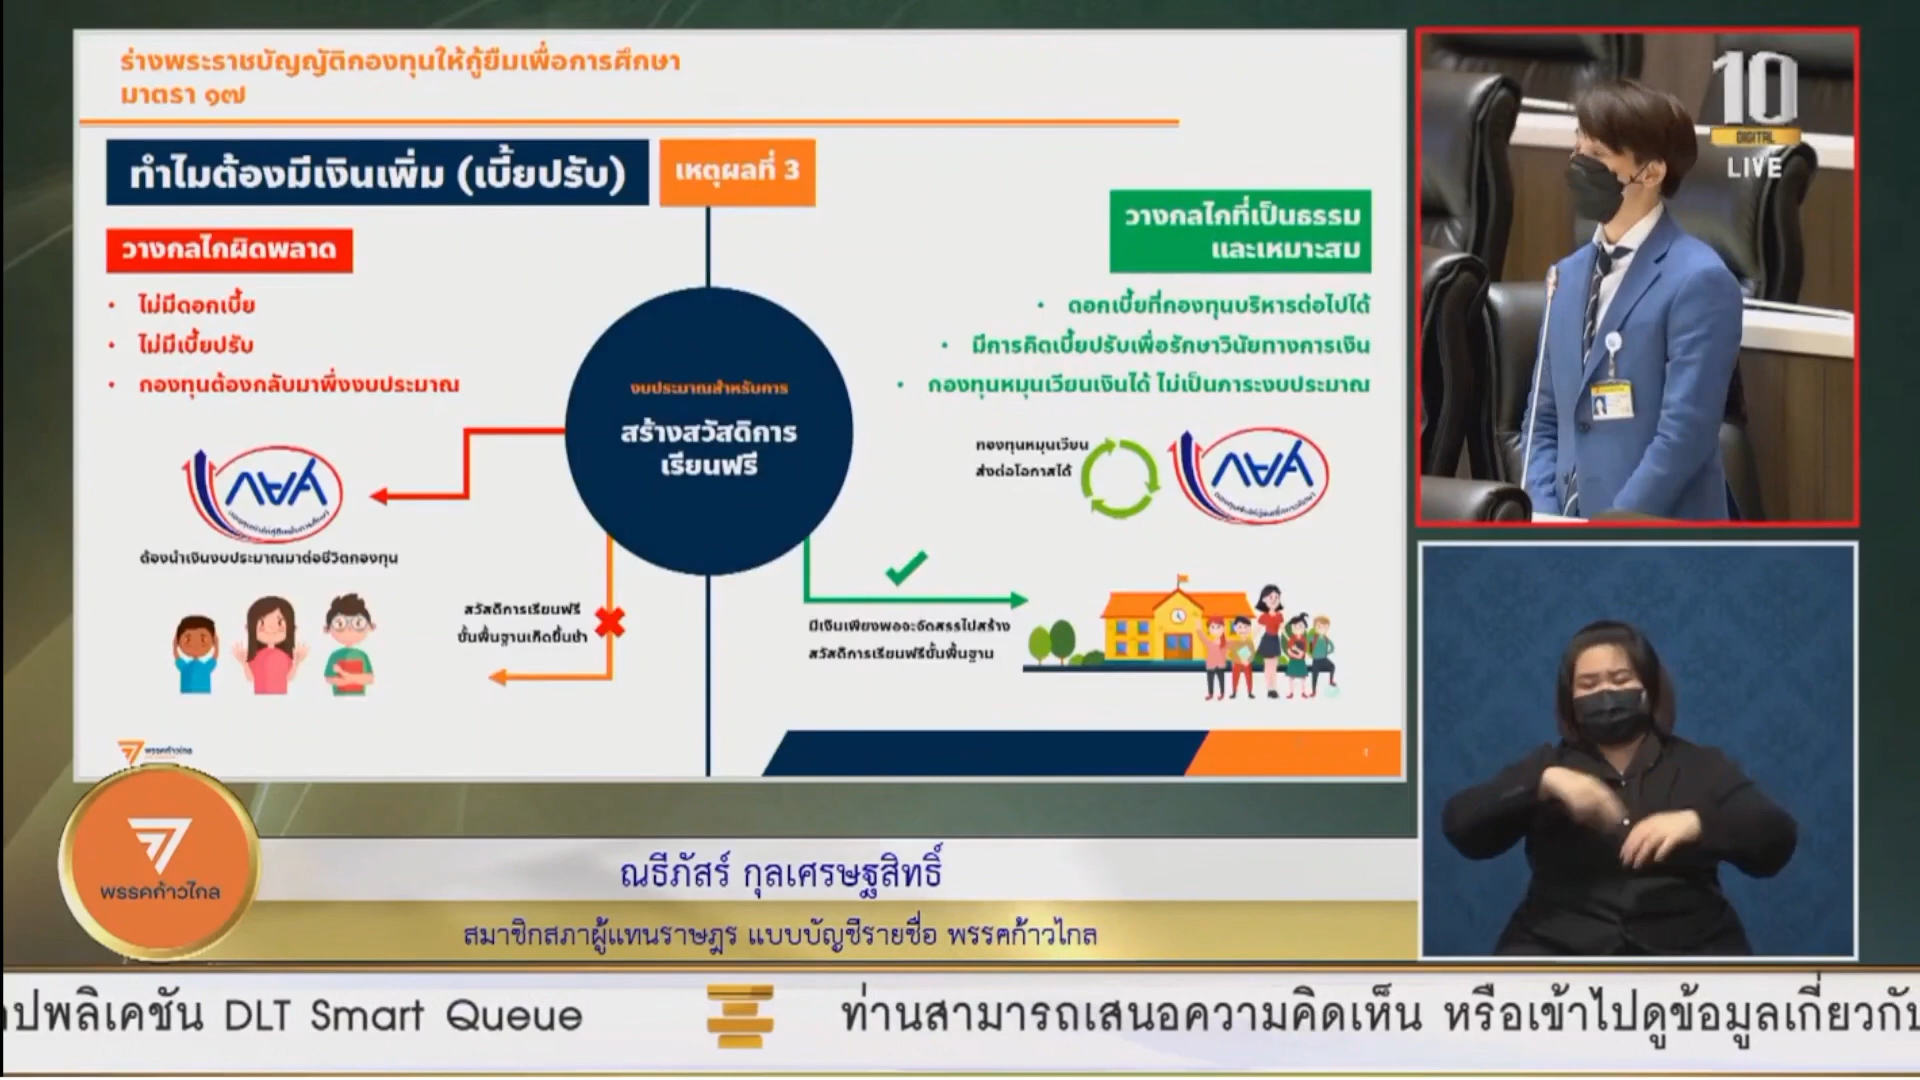 ร่างพระราชบัญญัติกองทุนให้กู้ยืมเพื่อการศึกษา
มาตรา ๑๗
ทำไมต้องมีเงินเพิ่ม (เบี้ยปรับ)
เหตุผลที่ 3
วางกลไกผิดพลาด
• ไม่มีดอกเบี้ย
• ไม่มีเบี้ยปรับ
• กองทุนต้องกลับมาพึ่งงบประมาณ
กยศ
ต้องนำเงินงบประมาณมาต่อชีวิตกองทุน
สวัสดิการเรียนฟรี
ขั้นพื้นฐานเกิดขึ้นช้า
งบประมาณสำหรับการ
สร้างสวัสดิการ
เรียนฟรี
วางกลไกที่เป็นธรรม
และเหมาะสม
• ดอกเบี้ยที่กองทุนบริหารต่อไปได้
• มีการคิดเบี้ยปรับเพื่อรักษาวินัยทางการเงิน
• กองทุนหมุนเวียนเงินได้ ไม่เป็นภาระงบประมาณ
กองทุนหมุนเวียน
ส่งต่อโอกาสได้
กยศ
มีเงินเพียงพอจะจัดสรรไปสร้าง
สวัสดิการเรียนฟรีขั้นพื้นฐาน
พรรคก้าวไกล
10
DIGITAL
LIVE
พรรคก้าวไกล
ณธีภัสร์ กุลเศรษฐสิทธิ์
สมาชิกสภาผู้แทนราษฎร แบบบัญชีรายชื่อ พรรคก้าวไกล
ปพลิเคชัน DLT Smart Queue
ท่านสามารถเสนอความคิดเห็น หรือเข้าไปดูข้อมูลเกี่ยวกับ